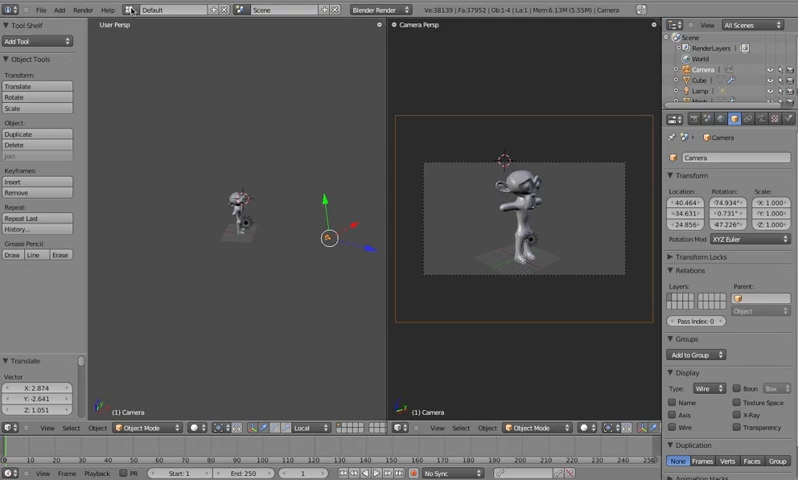 File Add Render Help Default Scene Blender Render Ve:38139 | Fa:37952 | Ob:1-4 | La:1 | Mem:6.13M (5.55M) | Camera
Tool Shelf
Add Tool
Object Tools
Transform:
Translate
Rotate
Scale
Object:
Duplicate
Delete
Join
Keyframes:
Insert
Remove
Repeat:
Repeat Last
History...
Grease Pencil:
Draw Line Erase
Translate
Vector
X: 2.874
Y: -2.641
Z: 1.051
User Persp
(1) Camera
View Select Object Object Mode Local
Camera Persp
(1) Camera
View Select Object Object Mode
0 10 20 30 40 50 60 70 80 90 100 110 120 130 140 150 160 170 180 190 200 210 220 230 240 250
View Frame Playback PR Start: 1 End: 250 1 No Sync
View All Scenes
Scene
RenderLayers
World
Camera
Cube
Lamp
Camera
Camera
Transform
Location: Rotation: Scale:
40.464 74.934° X: 1.000
-34.631 0.731° Y: 1.000
24.856 47.226° Z: 1.000
Rotation Mod XYZ Euler
Transform Locks
Relations
Layers: Parent:
Object
Pass Index: 0
Groups
Add to Group
Display
Type: Wire Boun Box
Name Texture Space
Axis X-Ray
Wire Transparency
Duplication
None Frames Verts Faces Group